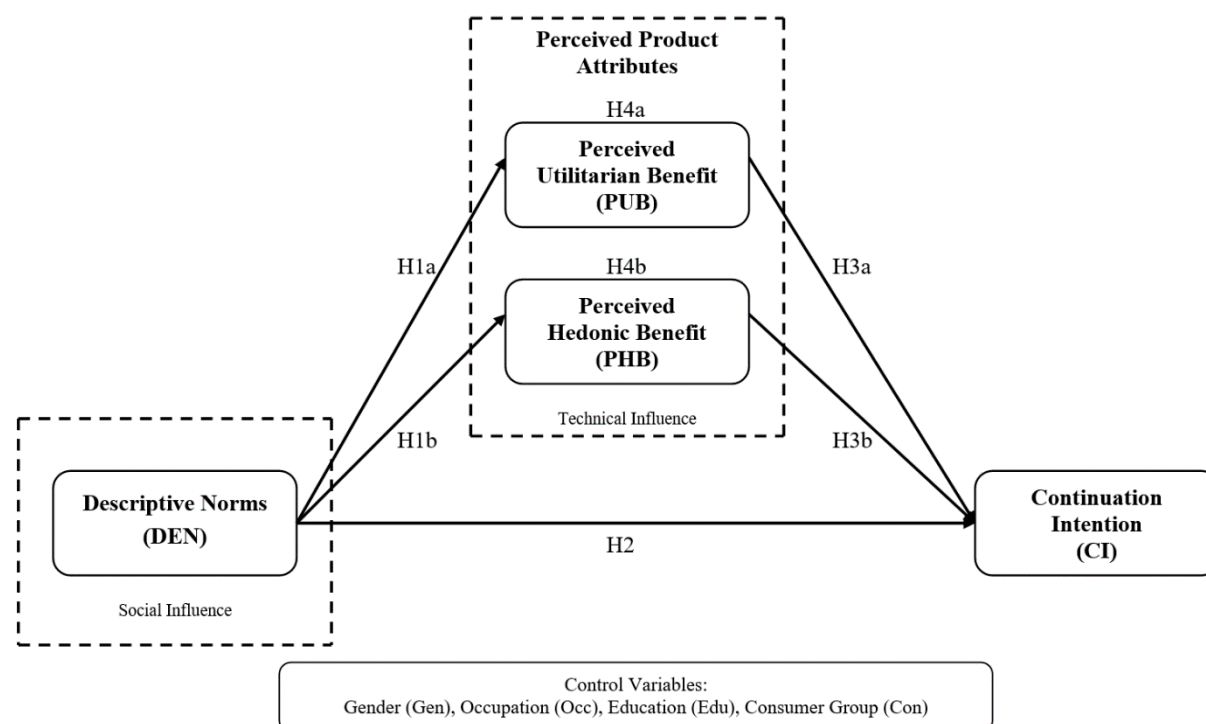 Perceived Product
Attributes
H4a
Perceived
Utilitarian Benefit
(PUB)
H1a
H4b
H3a
Perceived
Hedonic Benefit
(PHB)
Technical Influence
H1b
H3b
Descriptive Norms
(DEN)
Social Influence
H2
Continuation
Intention
(CI)
Control Variables:
Gender (Gen), Occupation (Occ), Education (Edu), Consumer Group (Con)